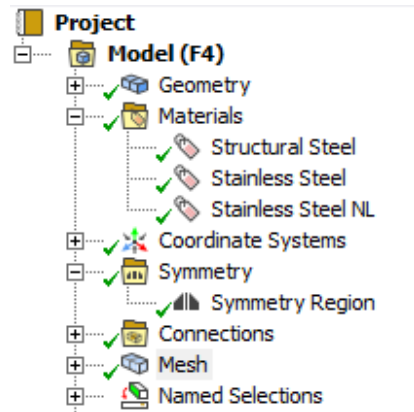 Project
Model (F4)
Geometry
Materials
Structural Steel
Stainless Steel
Stainless Steel NL
Coordinate Systems
Symmetry
Symmetry Region
Connections
Mesh
Named Selections